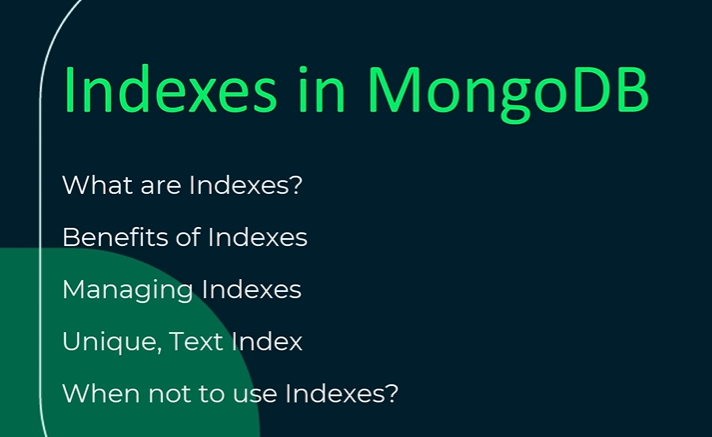 Indexes in MongoDB
What are Indexes?
Benefits of Indexes
Managing Indexes
Unique, Text Index
When not to use Indexes?